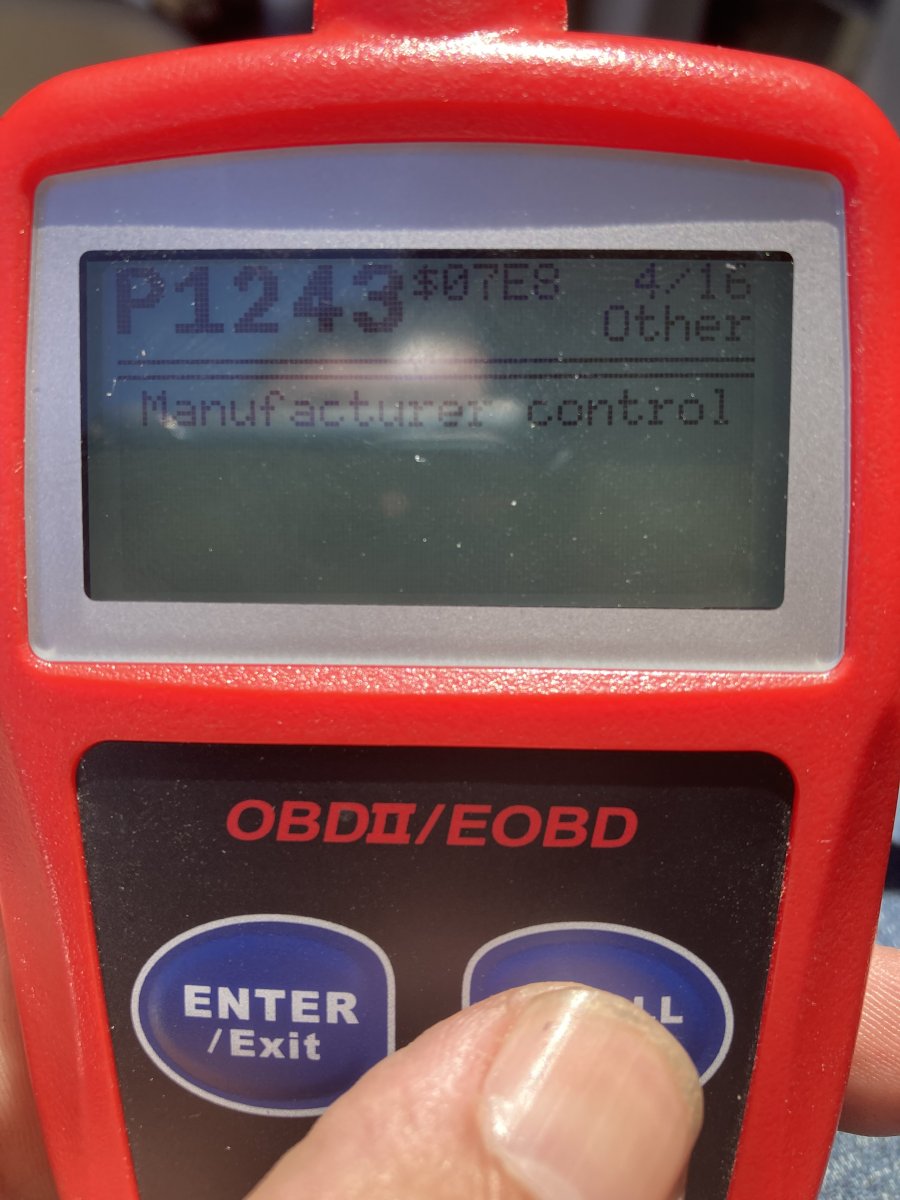 P1243 $07E8 4/16
Other
Manufacturer control
OBDII/EOBD
ENTER
/Exit